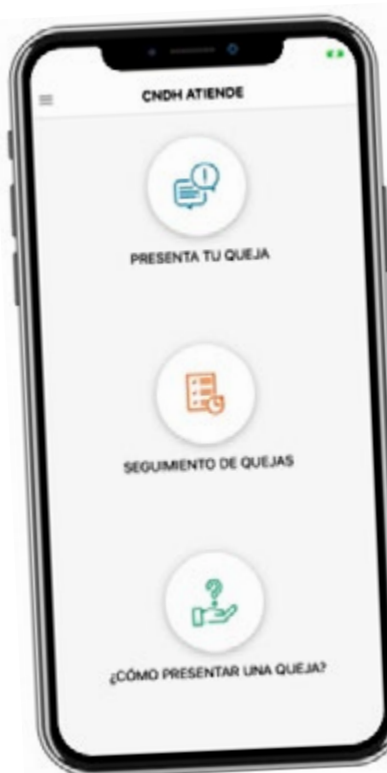 CNDH ATIENDE
PRESENTA TU QUEJA
SEGUIMIENTO DE QUEJAS
¿CÓMO PRESENTAR UNA QUEJA?